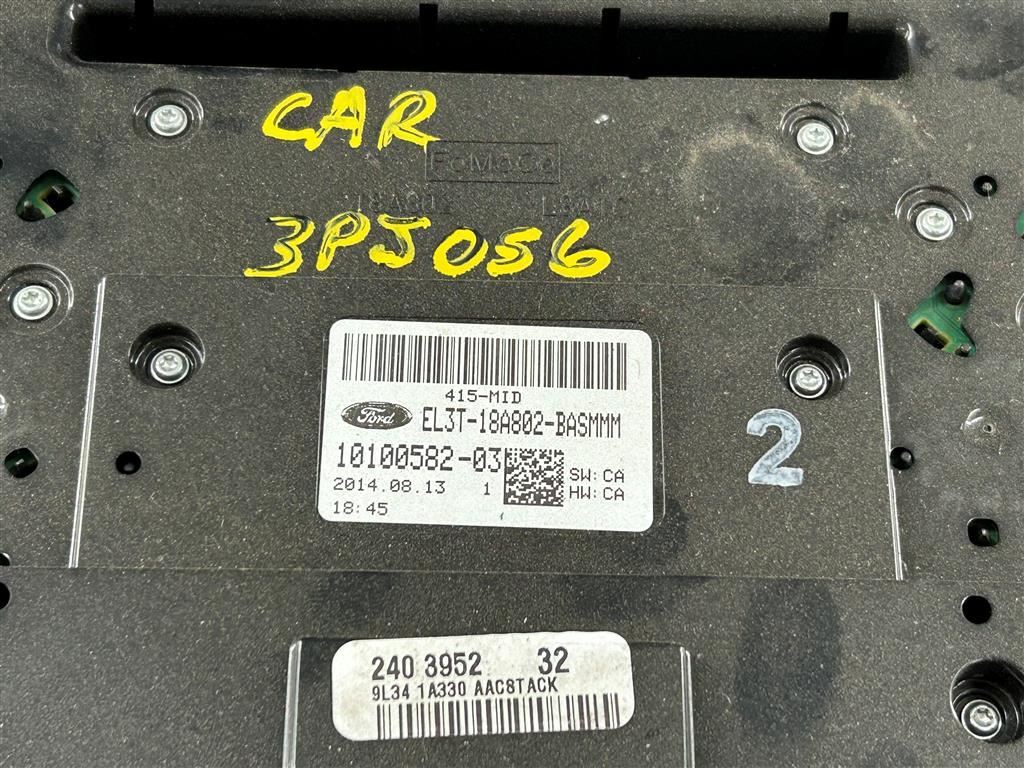 CAR
FoMoCo
18A802
3PJ056
415-MID
Ford EL3T-18A802-BASMMM
10100582-03
SW:CA
2014.08.13 1 HW:CA
18:45
2
240 3952 32
9L34 1A330 AAC8TACK